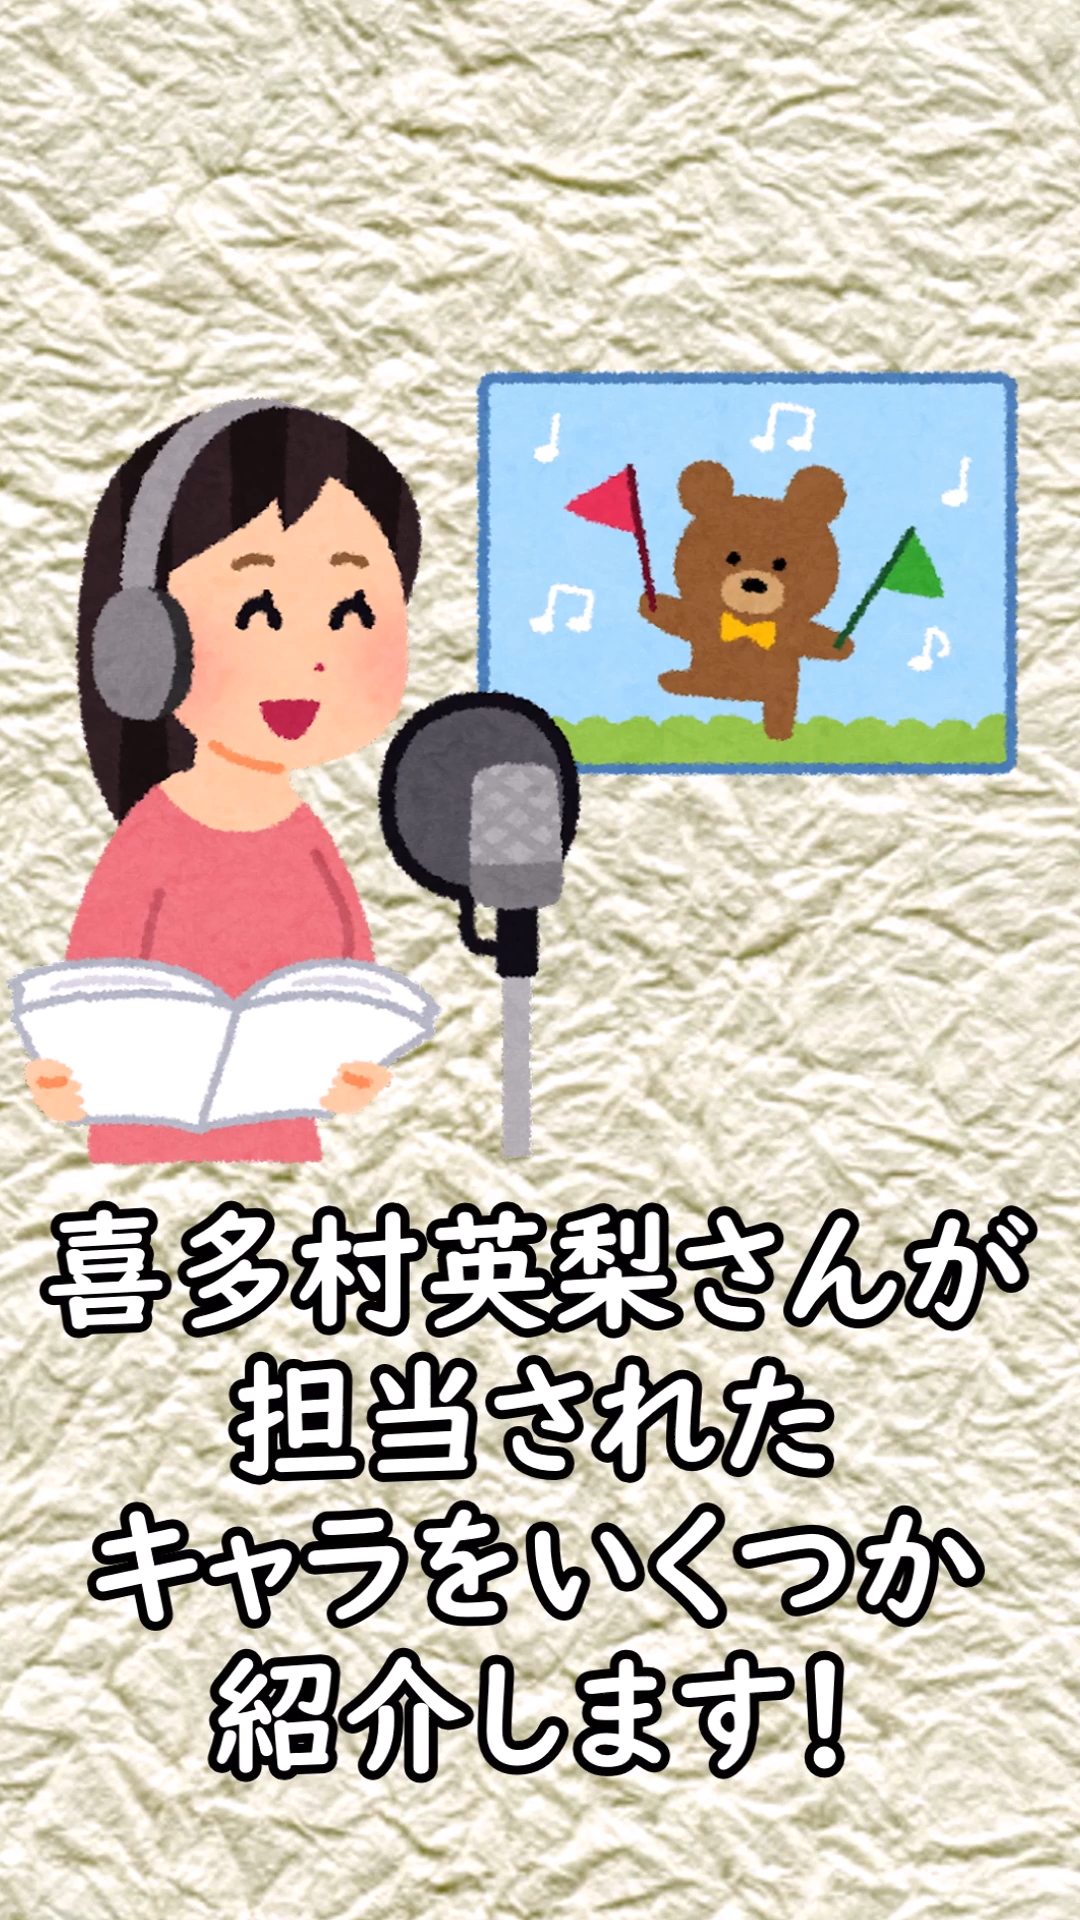 喜多村英梨さんが
担当された
キャラをいくつか
紹介します!